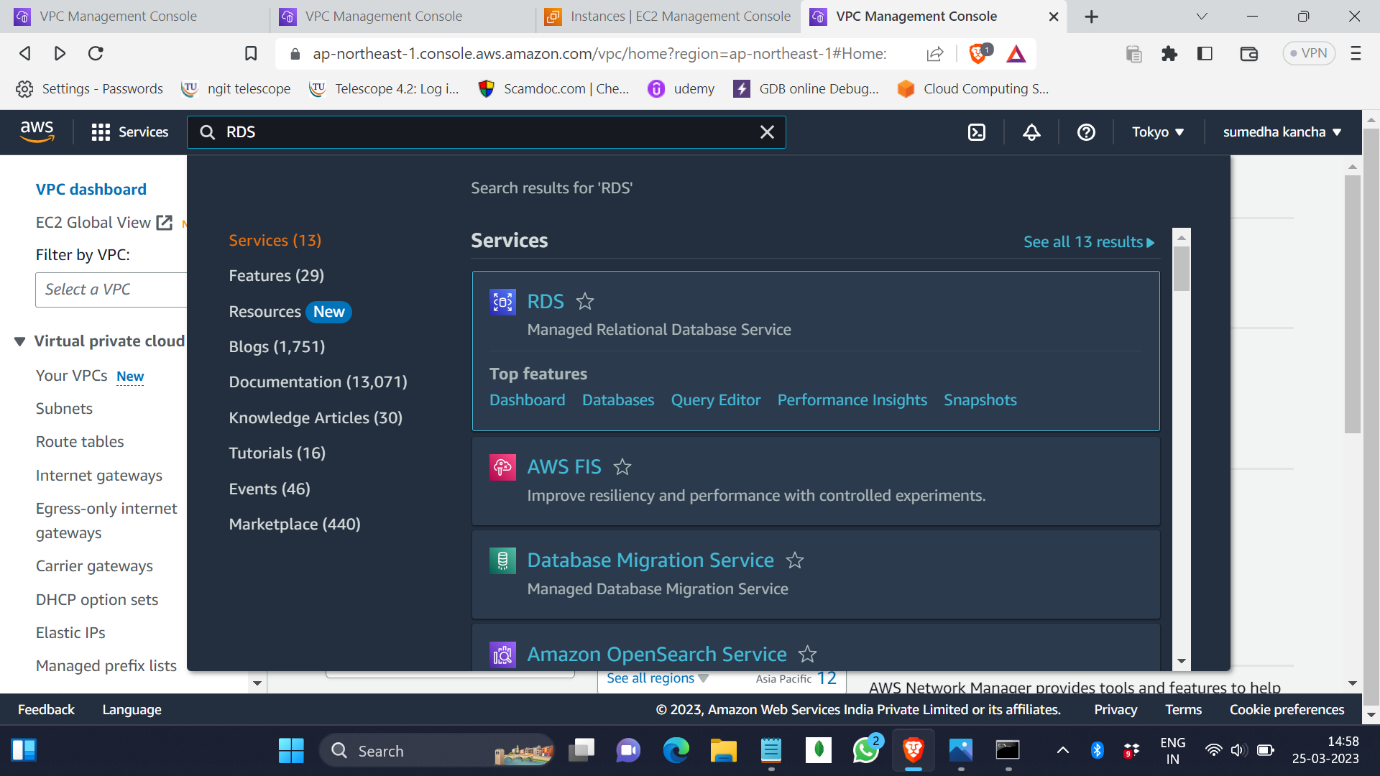 VPC Management Console
VPC Management Console
Instances | EC2 Management Console
VPC Management Console
ap-northeast-1.console.aws.amazon.com/vpc/home?region=ap-northeast-1#Home:
1
VPN
Settings - Passwords
TU
ngit telescope
TU
Telescope 4.2: Log i...
Scamdoc.com | Che...
udemy
GDB online Debug...
Cloud Computing S...
aws
Services
RDS
Tokyo
sumedha kancha
VPC dashboard
EC2 Global View
Filter by VPC:
Select a VPC
Virtual private cloud
Your VPCs New
Subnets
Route tables
Internet gateways
Egress-only internet
gateways
Carrier gateways
DHCP option sets
Elastic IPs
Managed prefix lists
Search results for 'RDS'
Services (13)
Features (29)
Resources New
Blogs (1,751)
Documentation (13,071)
Knowledge Articles (30)
Tutorials (16)
Events (46)
Marketplace (440)
Services
See all 13 results
RDS
Managed Relational Database Service
Top features
Dashboard Databases Query Editor Performance Insights Snapshots
AWS FIS
Improve resiliency and performance with controlled experiments.
Database Migration Service
Managed Database Migration Service
Amazon OpenSearch Service
See all regions
Asia Pacific 12
AWS Network Manager provides tools and features to help
Feedback
Language
© 2023, Amazon Web Services India Private Limited or its affiliates.
Privacy
Terms
Cookie preferences
Search
2
9
ENG
IN
14:58
25-03-2023